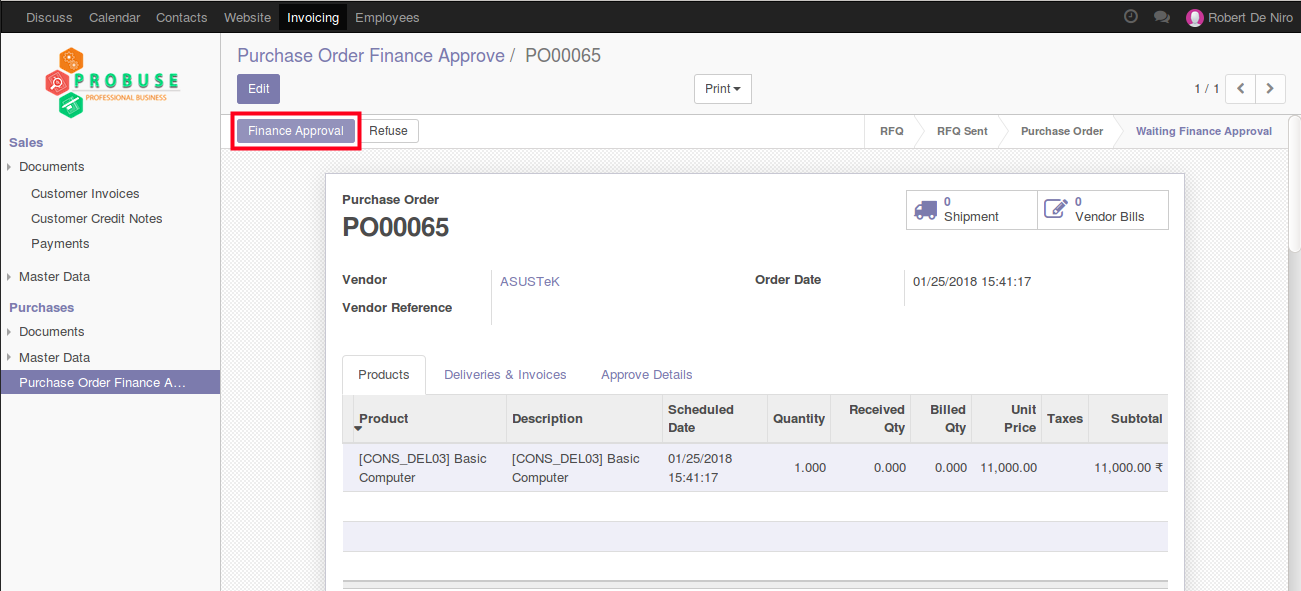 Discuss Calendar Contacts Website Invoicing Employees Robert De Niro
PROBUSE
PROFESSIONAL BUSINESS
Sales
Documents
Customer Invoices
Customer Credit Notes
Payments
Master Data
Purchases
Documents
Master Data
Purchase Order Finance A...
Purchase Order Finance Approve / PO00065
Edit Print 1 / 1
Finance Approval Refuse RFQ RFQ Sent Purchase Order Waiting Finance Approval
0
Shipment
0
Vendor Bills
Purchase Order
PO00065
Vendor ASUSTeK Order Date 01/25/2018 15:41:17
Vendor Reference
Products Deliveries & Invoices Approve Details
Product Description Scheduled Date Quantity Received Qty Billed Qty Unit Price Taxes Subtotal
[CONS_DEL03] Basic Computer [CONS_DEL03] Basic Computer 01/25/2018 15:41:17 1.000 0.000 0.000 11,000.00 11,000.00 ₹